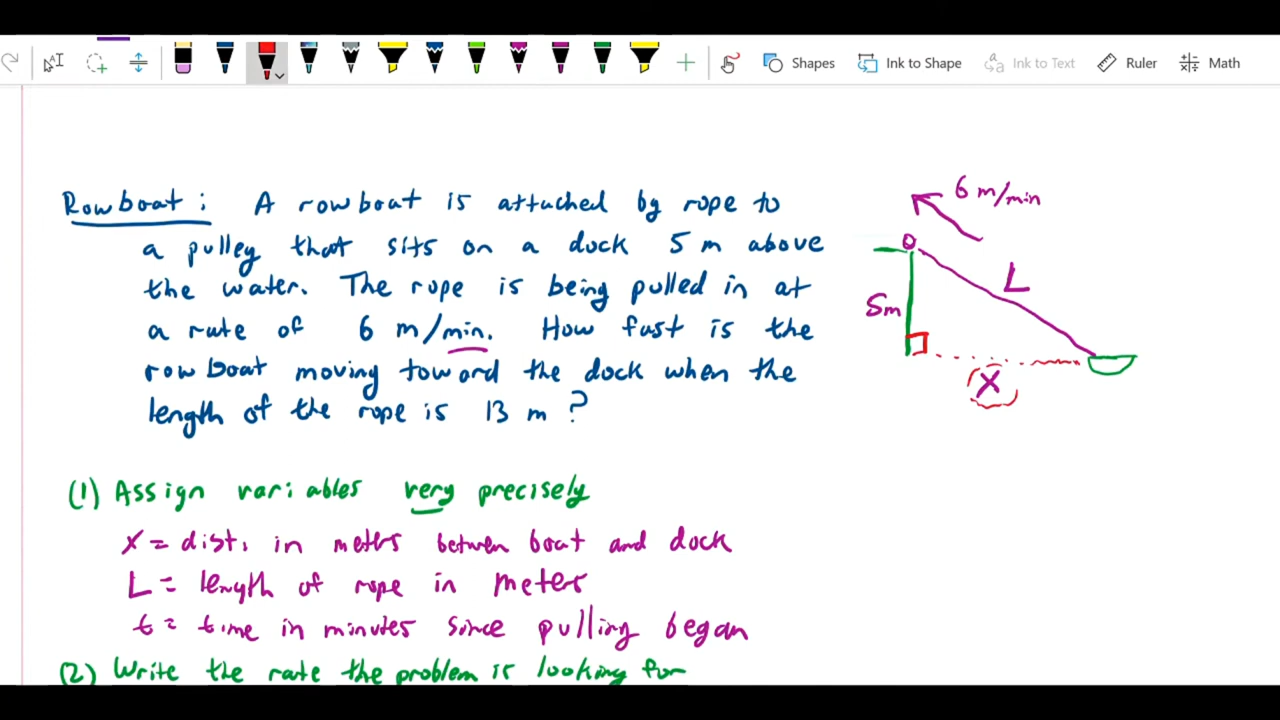 Shapes
Ink to Shape
Ink to Text
Ruler
Math
Rowboat: A rowboat is attached by rope to
a pulley that sits on a dock 5 m above
the water. The rope is being pulled in at
a rate of 6 m/min. How fast is the
rowboat moving toward the dock when the
length of the rope is 13 m?
6 m/min
L
5m
X
(1) Assign variables very precisely
X = dist. in meters between boat and dock
L = length of rope in meters
t = time in minutes since pulling began
(2) Write the rate the problem is looking for